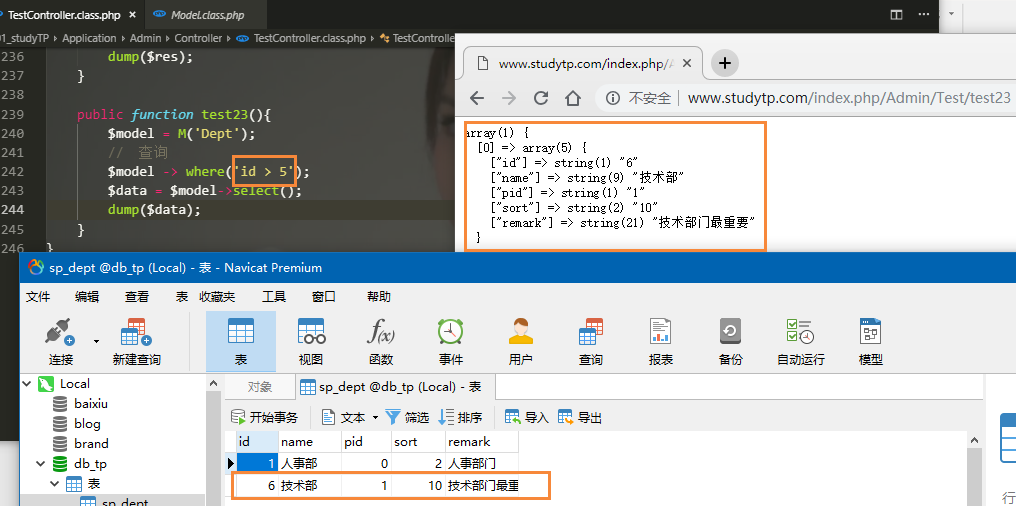 TestController.class.php ×
Model.class.php
01_studyTP > Application > Admin > Controller > TestController.class.php > TestController
236 dump($res);
237 }
238
239 public function test23(){
240 $model = M('Dept');
241 // 查询
242 $model -> where('id > 5');
243 $data = $model->select();
244 dump($data);
245 }
246 }
www.studytp.com/index.php/A ×
不安全 | www.studytp.com/index.php/Admin/Test/test23
array(1) {
[0] => array(5) {
["id"] => string(1) "6"
["name"] => string(9) "技术部"
["pid"] => string(1) "1"
["sort"] => string(2) "10"
["remark"] => string(21) "技术部门最重要"
}
sp_dept @db_tp (Local) - 表 - Navicat Premium
文件 编辑 查看 表 收藏夹 工具 窗口 帮助
连接 新建查询 表 视图 函数 事件 用户 查询 报表 备份 自动运行 模型
Local
baixiu
blog
brand
db_tp
表
sp_dept
对象 sp_dept @db_tp (Local) - 表
开始事务 文本 筛选 排序 导入 导出
id name pid sort remark
1 人事部 0 2 人事部门
6 技术部 1 10 技术部门最重
行